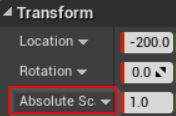 Transform
Location -200.0
Rotation 0.0
Absolute Sc 1.0